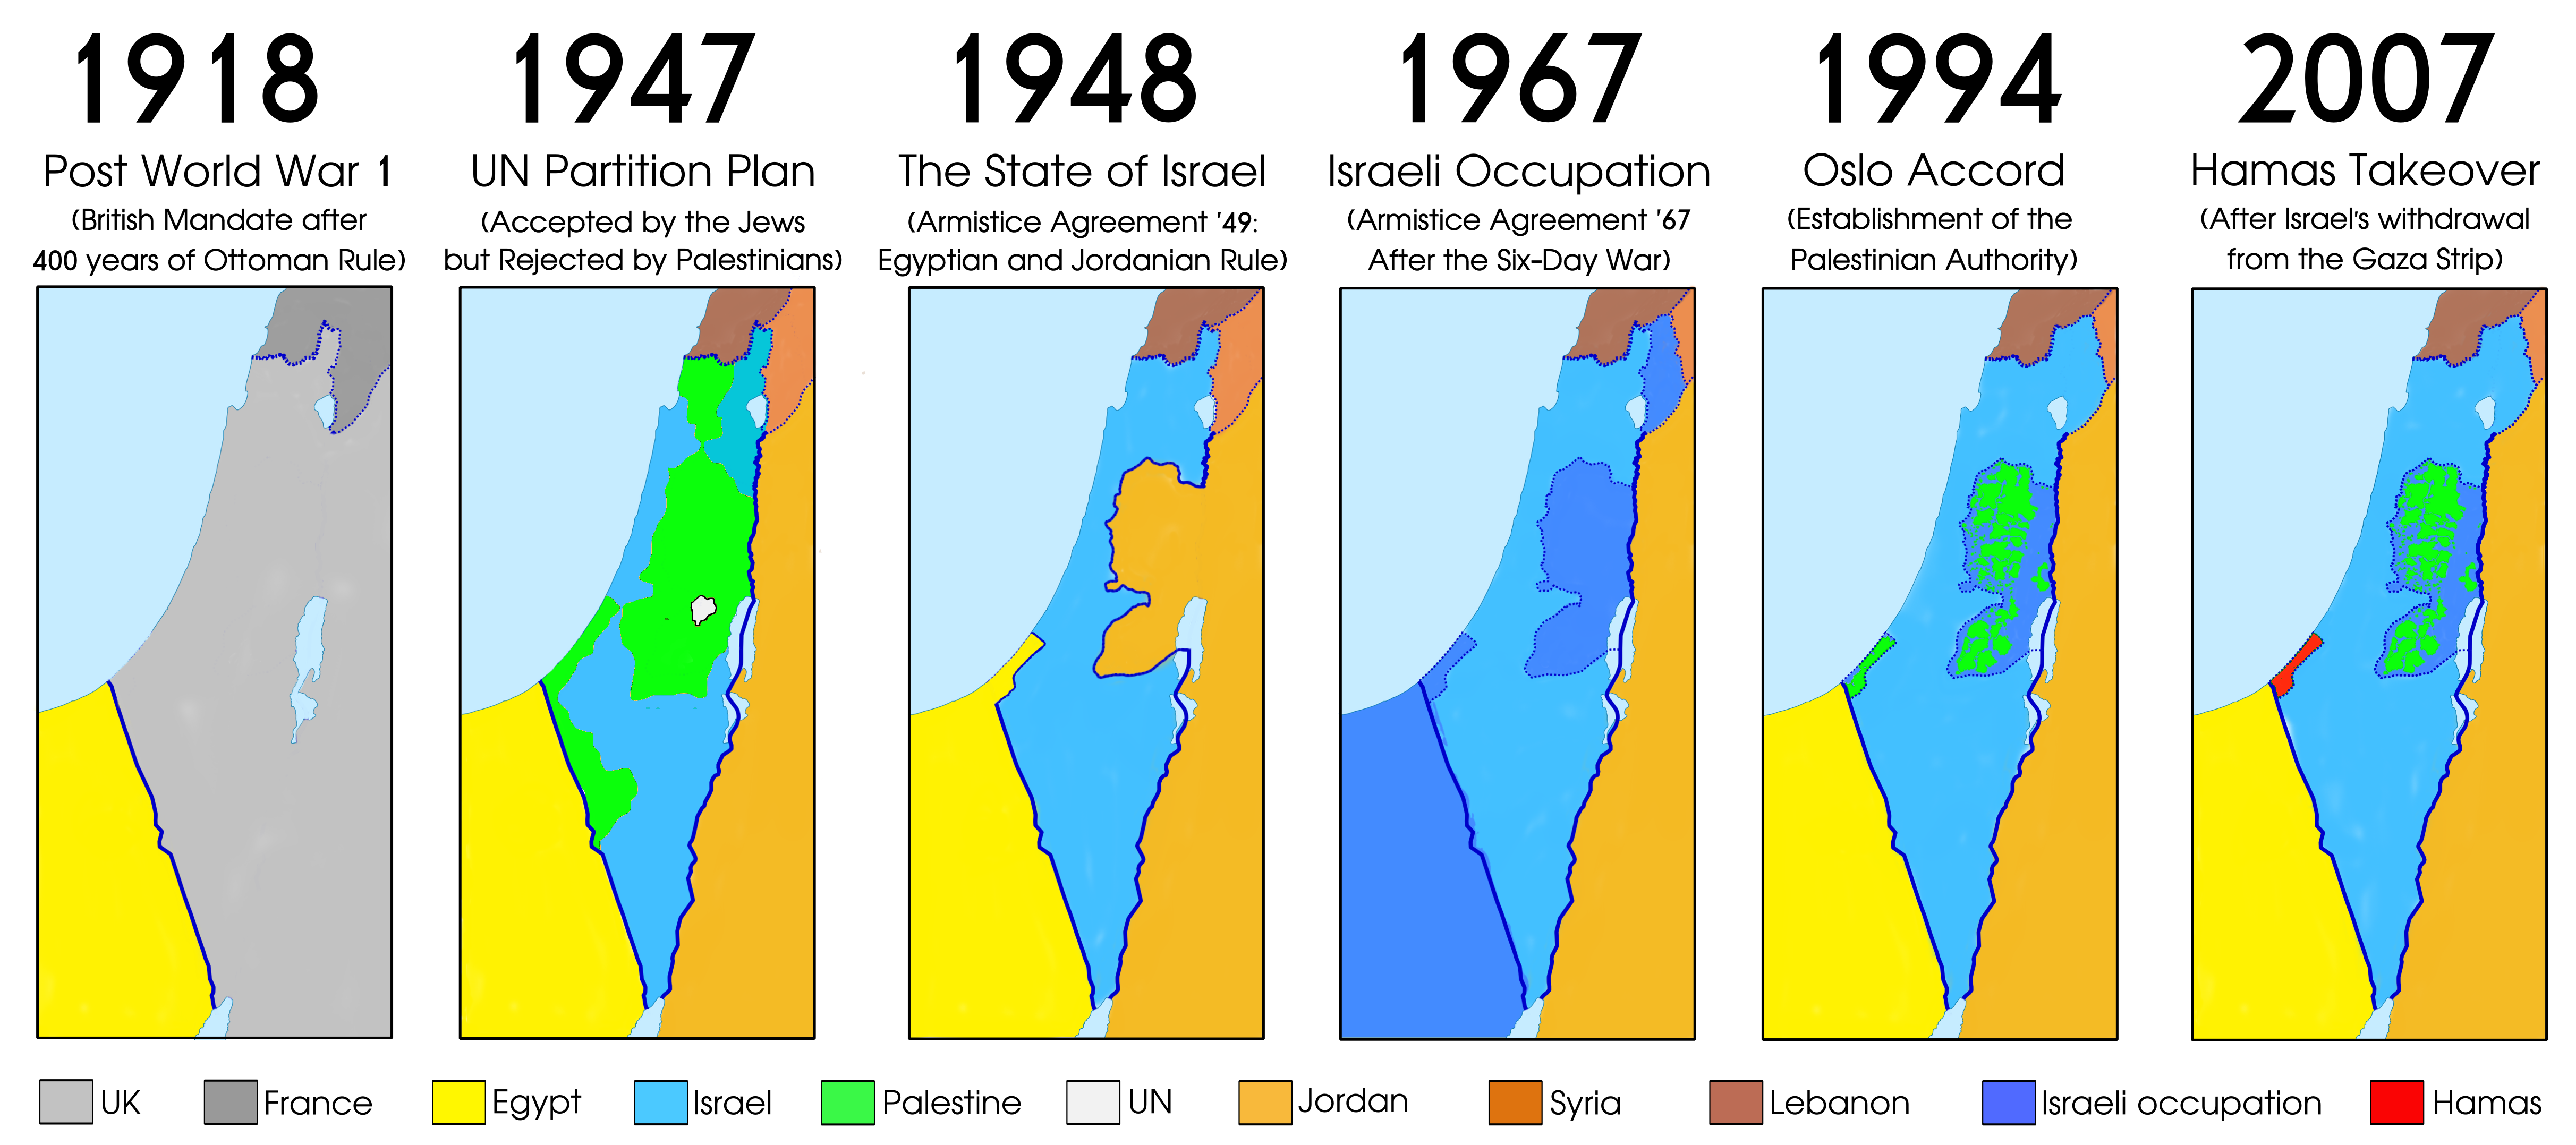 1918
Post World War 1
(British Mandate after
400 years of Ottoman Rule)
1947
UN Partition Plan
(Accepted by the Jews
but Rejected by Palestinians)
1948
The State of Israel
(Armistice Agreement '49:
Egyptian and Jordanian Rule)
1967
Israeli Occupation
(Armistice Agreement '67
After the Six-Day War)
1994
Oslo Accord
(Establishment of the
Palestinian Authority)
2007
Hamas Takeover
(After Israel's withdrawal
from the Gaza Strip)
UK
France
Egypt
Israel
Palestine
UN
Jordan
Syria
Lebanon
Israeli occupation
Hamas